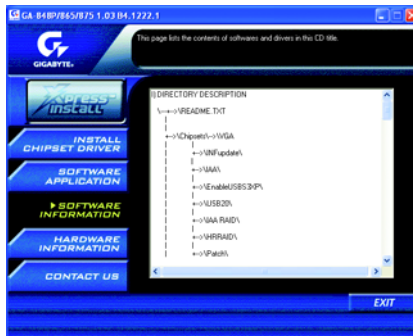 GA-848P/865/875 1.03 B4.1222.1
GIGABYTE
This page lists the contents of softwares and drivers in this CD title.
Xpress
install
INSTALL
CHIPSET DRIVER
SOFTWARE
APPLICATION
SOFTWARE
INFORMATION
HARDWARE
INFORMATION
CONTACT US
I) DIRECTORY DESCRIPTION
\--+->\README.TXT
+->\Chipsets\->\VGA
+->\INFupdate\
+->\IAA\
+->\EnableUSBS3XP\
+->\USB20\
+->\IAA RAID\
+->\HRRAID\
+->\Patch\
EXIT